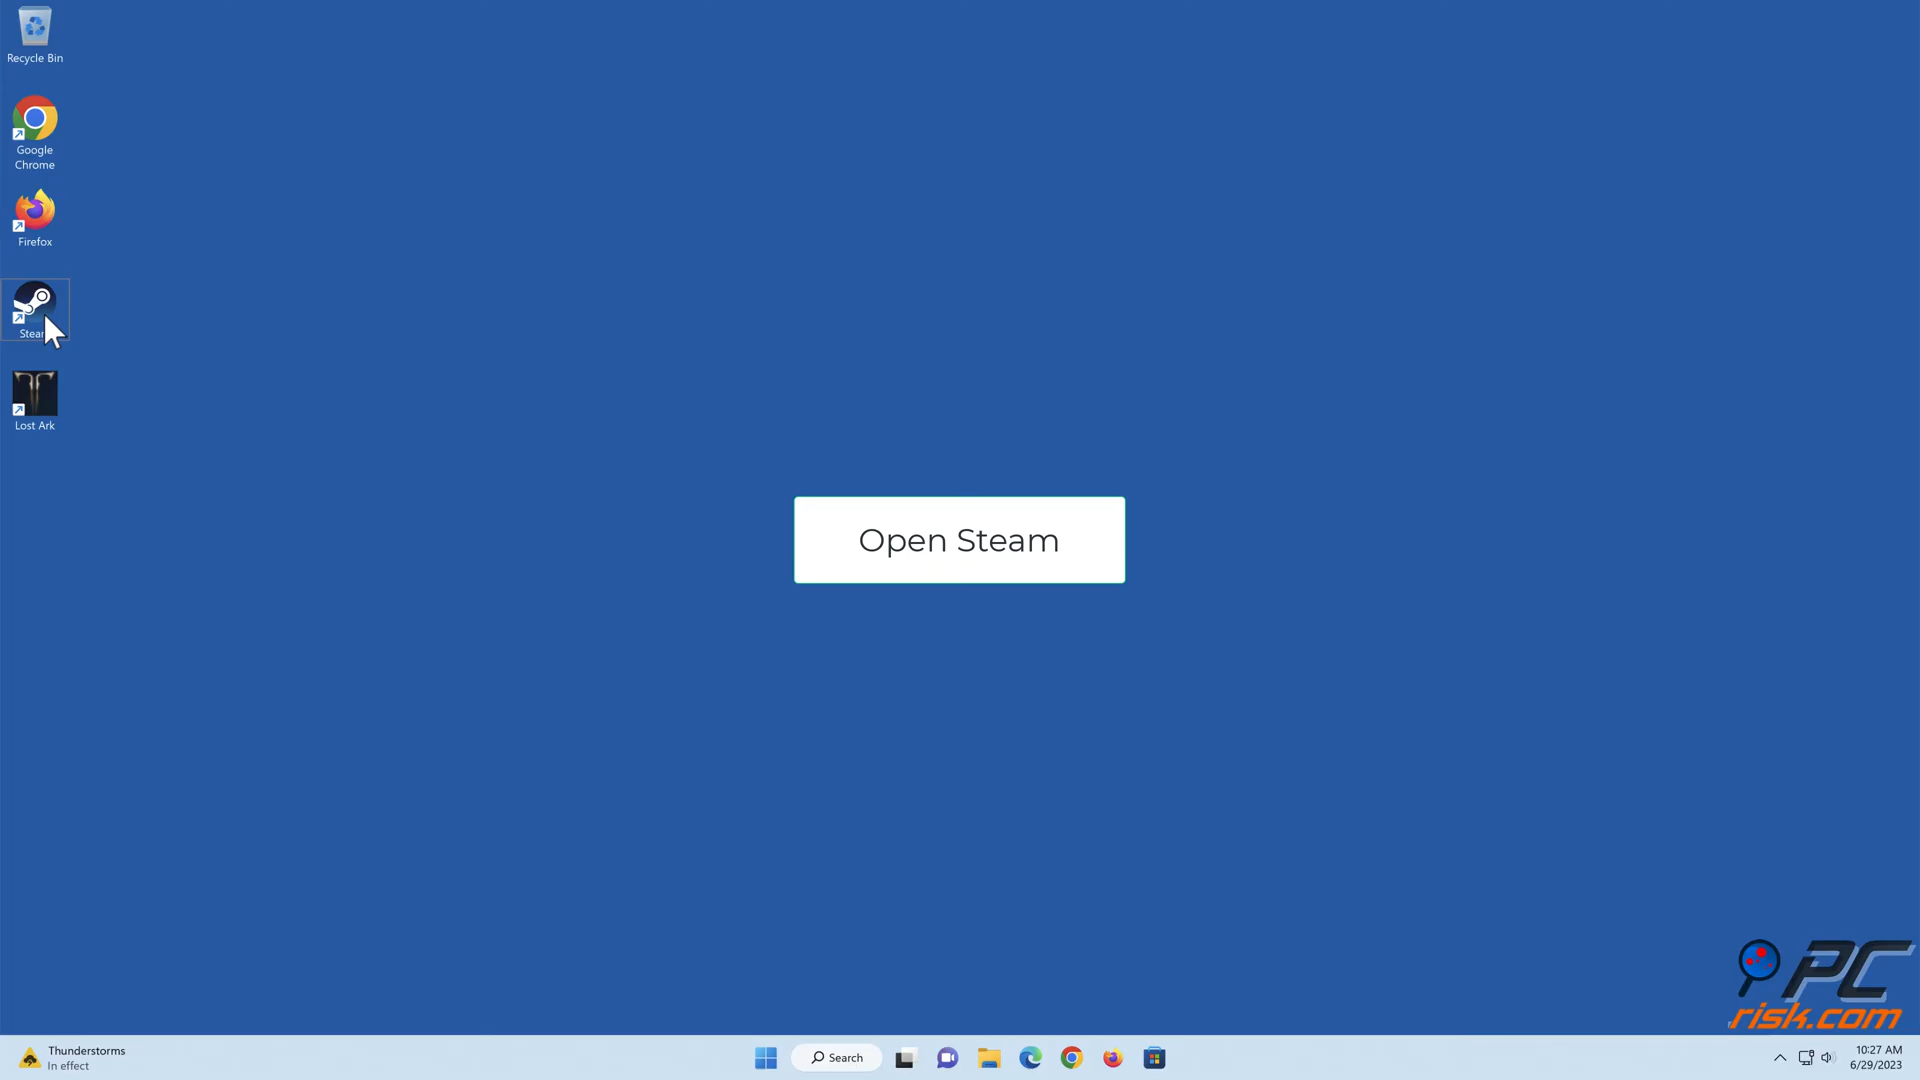 Recycle Bin
Google
Chrome
Firefox
Steam
Lost Ark
Open Steam
PC
risk.com
Thunderstorms
In effect
Search
10:27 AM
6/29/2023